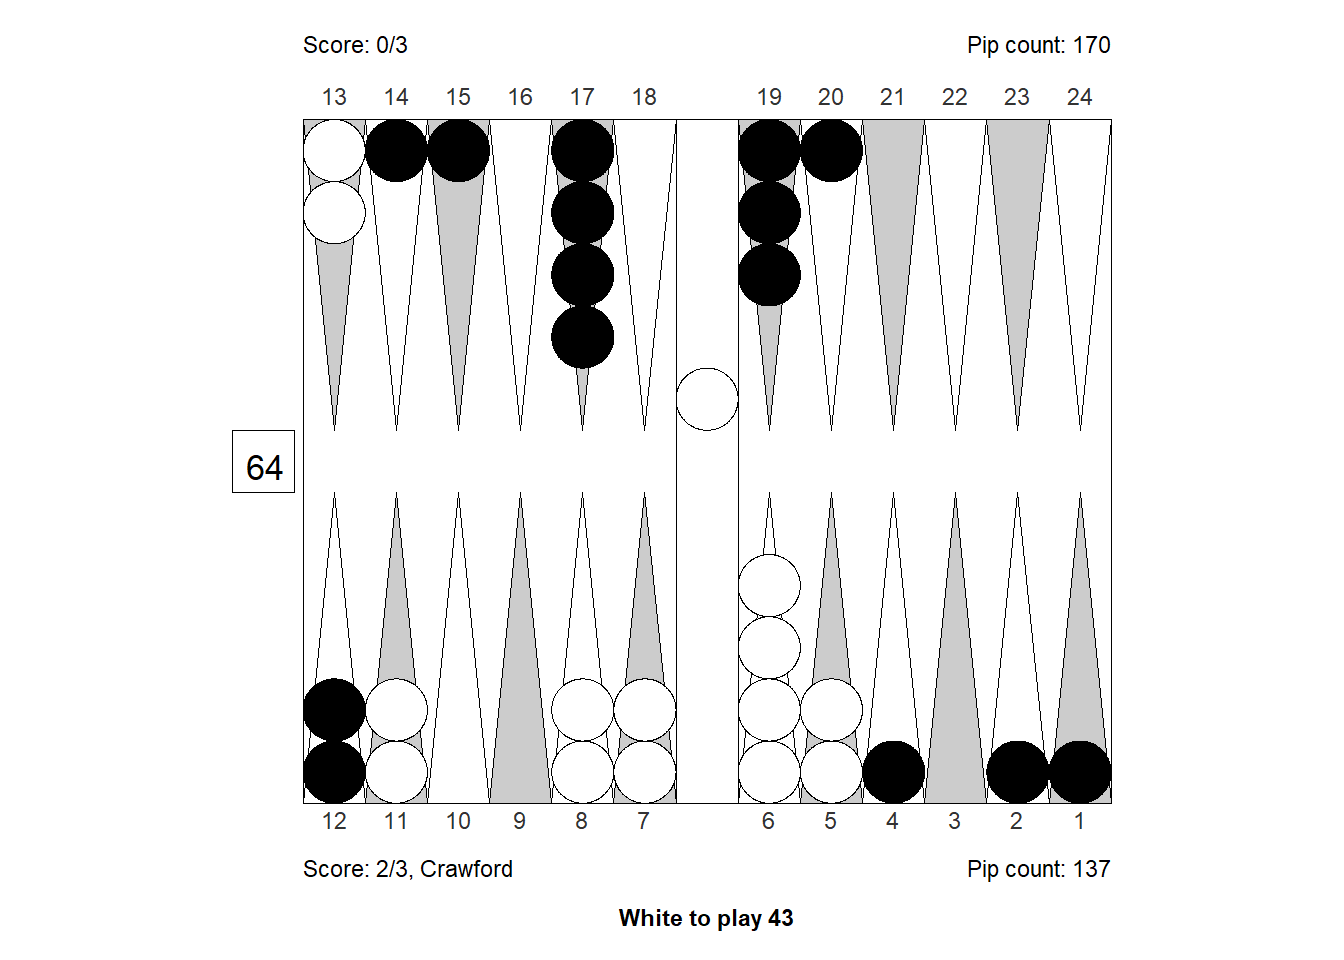 Score: 0/3 Pip count: 170
13 14 15 16 17 18 19 20 21 22 23 24
64
12 11 10 9 8 7 6 5 4 3 2 1
Score: 2/3, Crawford Pip count: 137
White to play 43